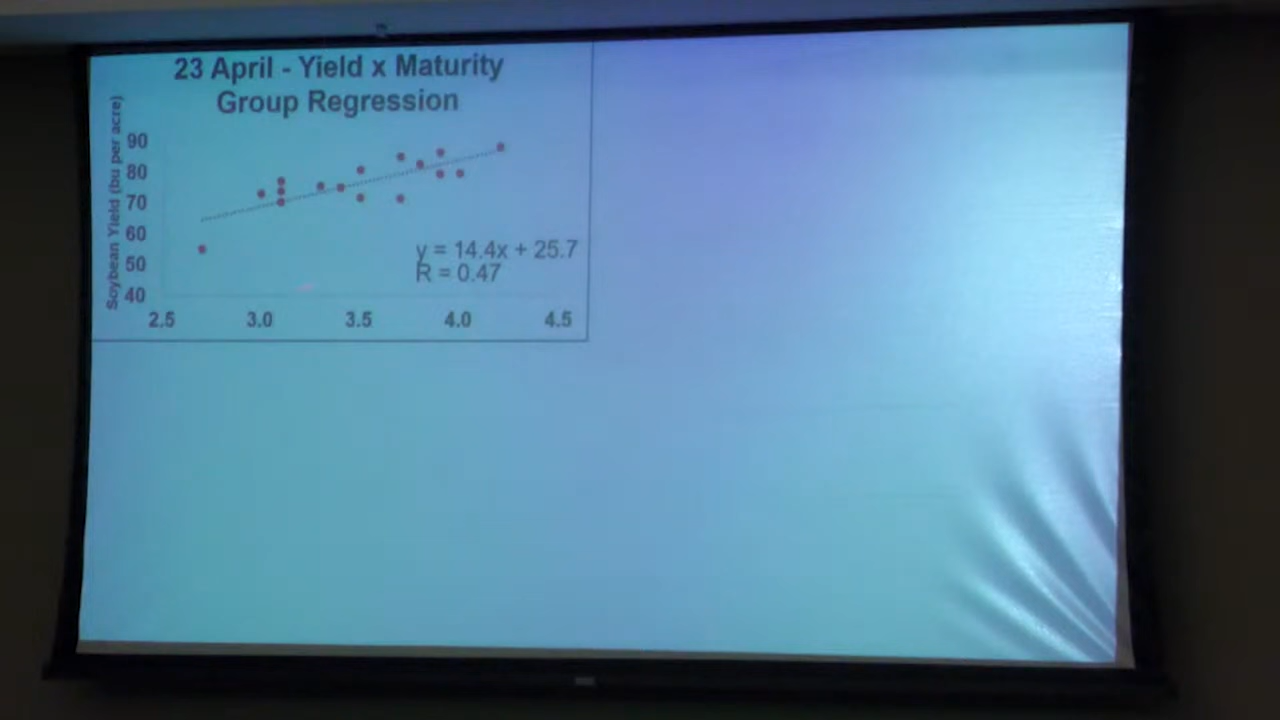 23 April - Yield x Maturity
Group Regression
Soybean Yield (bu per acre)
90
80
70
60
50
40
y = 14.4x + 25.7
R = 0.47
2.5 3.0 3.5 4.0 4.5